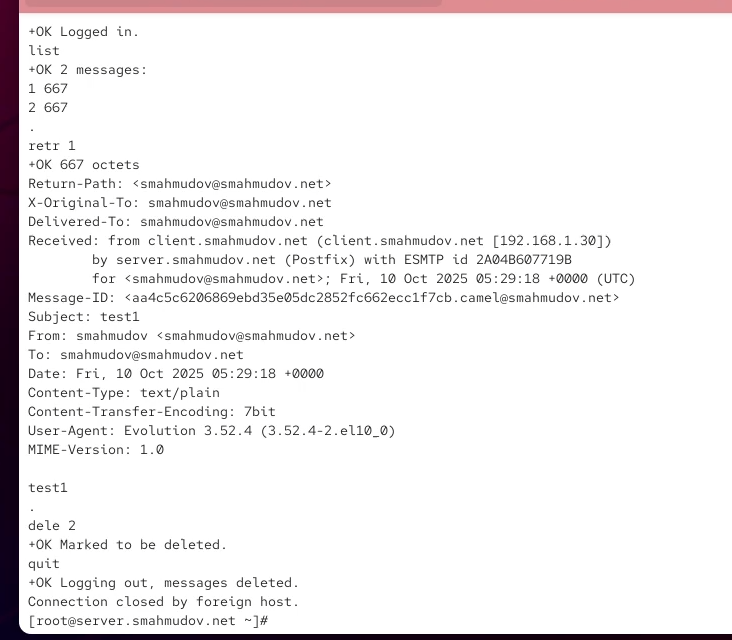 +OK Logged in.
list
+OK 2 messages:
1 667
2 667
.
retr 1
+OK 667 octets
Return-Path: <smahmudov@smahmudov.net>
X-Original-To: smahmudov@smahmudov.net
Delivered-To: smahmudov@smahmudov.net
Received: from client.smahmudov.net (client.smahmudov.net [192.168.1.30])
        by server.smahmudov.net (Postfix) with ESMTP id 2A04B607719B
        for <smahmudov@smahmudov.net>; Fri, 10 Oct 2025 05:29:18 +0000 (UTC)
Message-ID: <aa4c5c6206869ebd35e05dc2852fc662ecc1f7cb.camel@smahmudov.net>
Subject: test1
From: smahmudov <smahmudov@smahmudov.net>
To: smahmudov@smahmudov.net
Date: Fri, 10 Oct 2025 05:29:18 +0000
Content-Type: text/plain
Content-Transfer-Encoding: 7bit
User-Agent: Evolution 3.52.4 (3.52.4-2.el10_0)
MIME-Version: 1.0

test1
.
dele 2
+OK Marked to be deleted.
quit
+OK Logging out, messages deleted.
Connection closed by foreign host.
[root@server.smahmudov.net ~]#